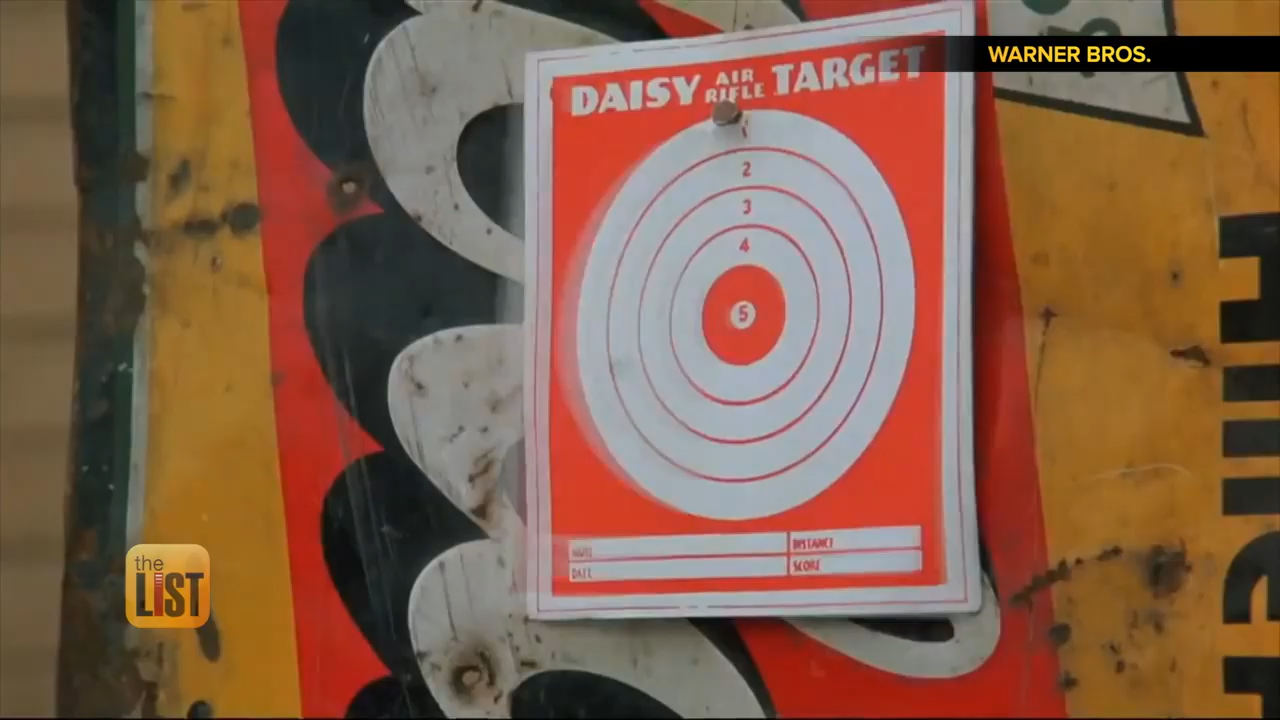 WARNER BROS.
DAISY AIR RIFLE TARGET
1
2
3
4
5
NAME
DISTANCE
DATE
SCORE
the
LIST